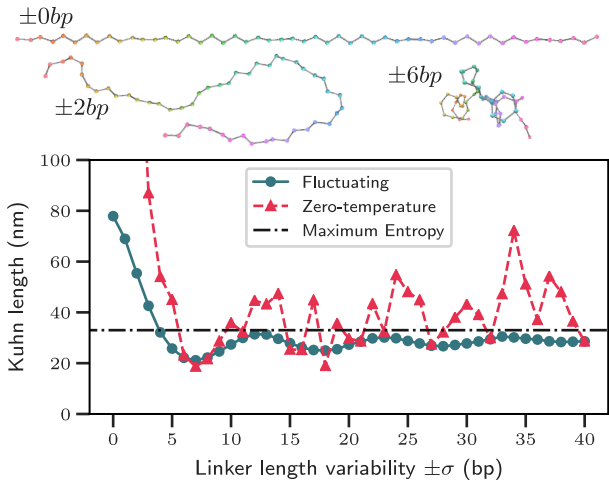 ±0bp
±2bp
±6bp
Kuhn length (nm)
100
80
60
40
20
0
Fluctuating
Zero-temperature
Maximum Entropy
0 5 10 15 20 25 30 35 40
Linker length variability ±σ (bp)